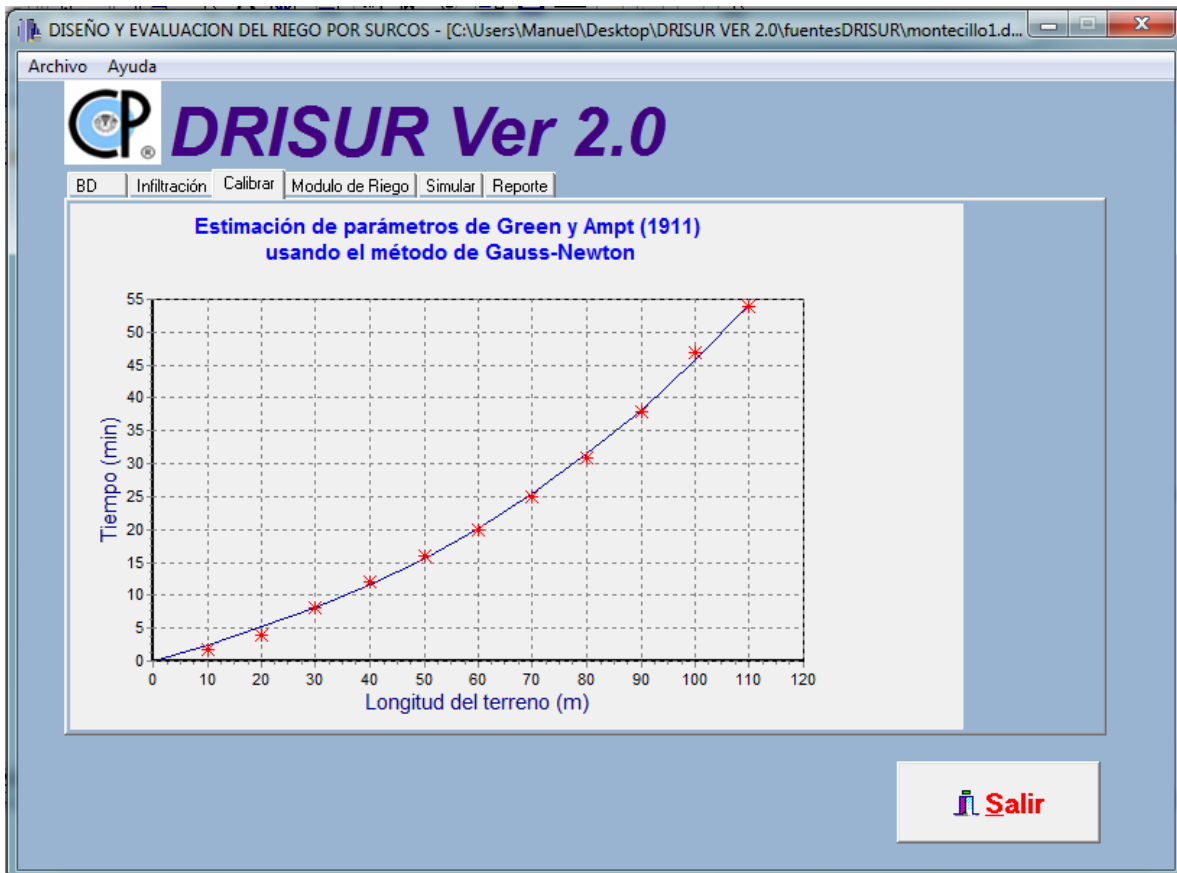 DISEÑO Y EVALUACION DEL RIEGO POR SURCOS - [C:\Users\Manuel\Desktop\DRISUR VER 2.0\fuentesDRISUR\montecillo1.d...
Archivo Ayuda
CP® DRISUR Ver 2.0
BD Infiltración Calibrar Modulo de Riego Simular Reporte
Estimación de parámetros de Green y Ampt (1911)
usando el método de Gauss-Newton
55
50
45
40
35
30
25
20
15
10
5
0
Tiempo (min)
0 10 20 30 40 50 60 70 80 90 100 110 120
Longitud del terreno (m)
Salir